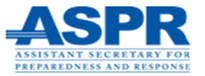 ASPR
ASSISTANT SECRETARY FOR
PREPAREDNESS AND RESPONSE